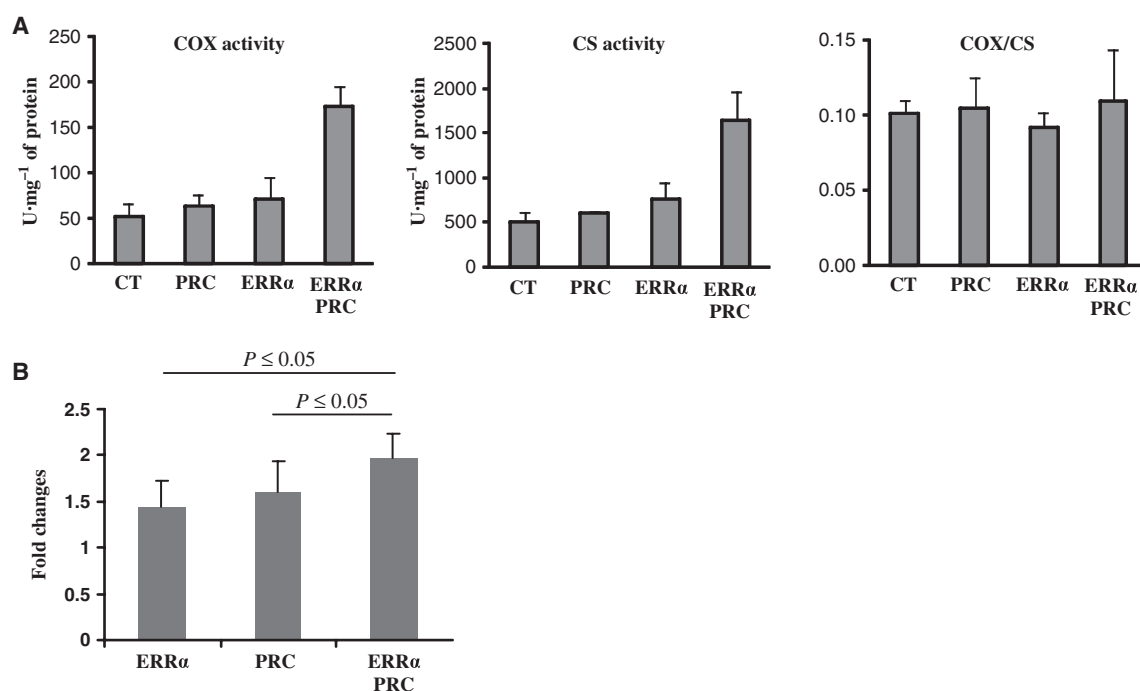 A
COX activity
U·mg⁻¹ of protein
250
200
150
100
50
0
CT PRC ERRα ERRα
PRC
CS activity
U·mg⁻¹ of protein
2500
2000
1500
1000
500
0
CT PRC ERRα ERRα
PRC
COX/CS
0.15
0.10
0.05
0.00
CT PRC ERRα ERRα
PRC
B
P ≤ 0.05
P ≤ 0.05
Fold changes
2.5
2
1.5
1
0.5
0
ERRα PRC ERRα
PRC